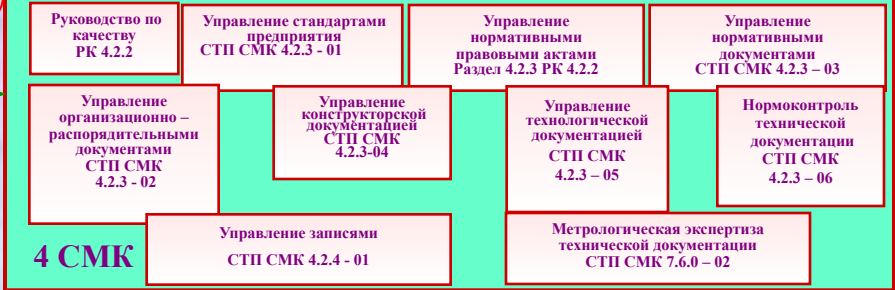 Руководство по
качеству
РК 4.2.2
Управление стандартами
предприятия
СТП СМК 4.2.3 - 01
Управление
нормативными
правовыми актами
Раздел 4.2.3 РК 4.2.2
Управление
нормативными
документами
СТП СМК 4.2.3 – 03
Управление
организационно –
распорядительными
документами
СТП СМК
4.2.3 - 02
Управление
конструкторской
документацией
СТП СМК
4.2.3-04
Управление
технологической
документацией
СТП СМК
4.2.3 – 05
Нормоконтроль
технической
документации
СТП СМК
4.2.3 – 06
4 СМК
Управление записями
СТП СМК 4.2.4 - 01
Метрологическая экспертиза
технической документации
СТП СМК 7.6.0 – 02